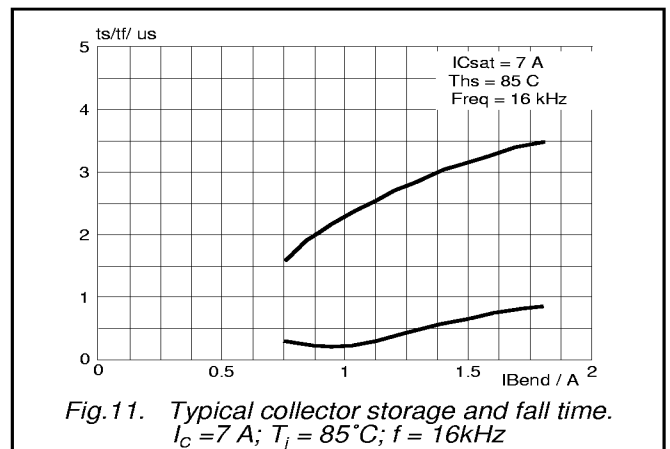 ts/tf/ us
5
ICsat = 7 A
Ths = 85 C
Freq = 16 kHz
4
3
2
1
0
0 0.5 1 1.5 2
IBend / A
Fig.11. Typical collector storage and fall time.
IC =7 A; Tj = 85˚C; f = 16kHz